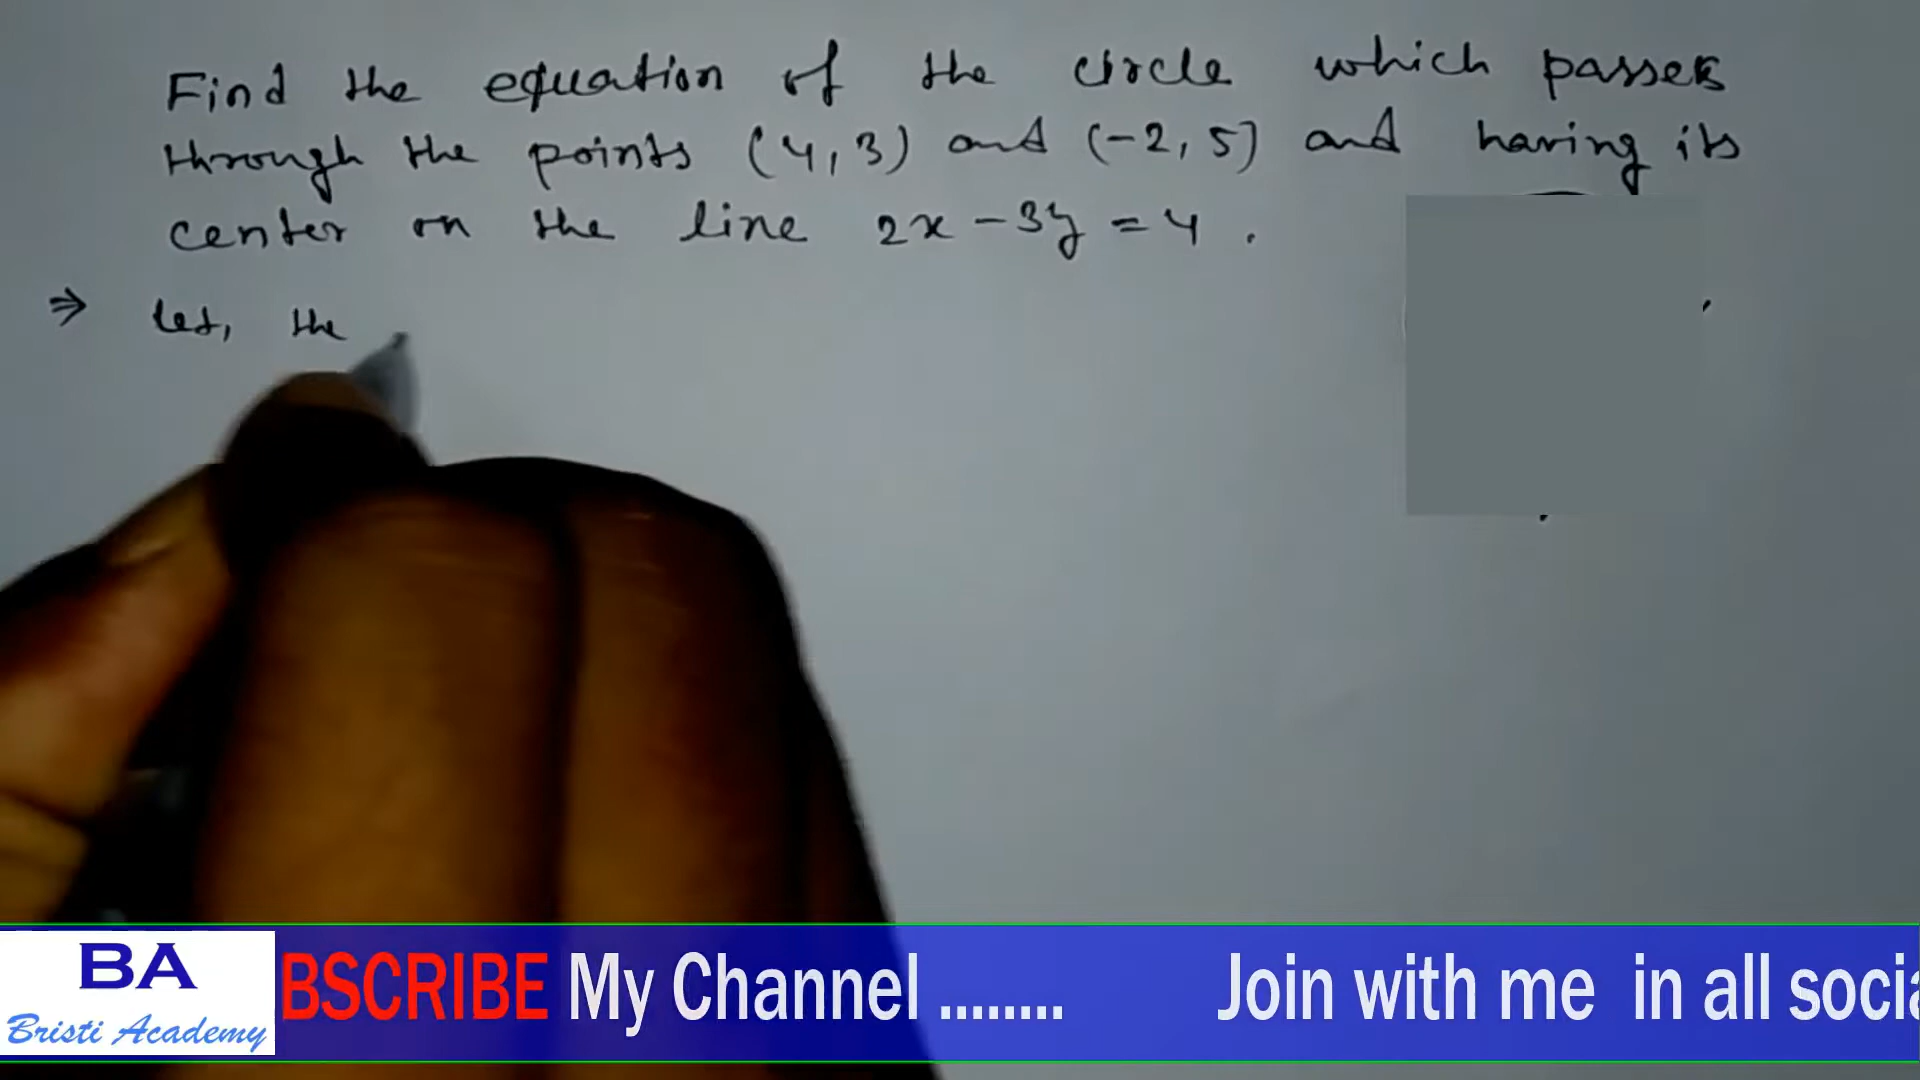 Find the equation of the circle which passes
through the points (4,3) and (-2,5) and having its
center on the line 2x-3y=4.
⇒ Let, the
BA
Bristi Academy
BSCRIBE My Channel ........ Join with me in all socia